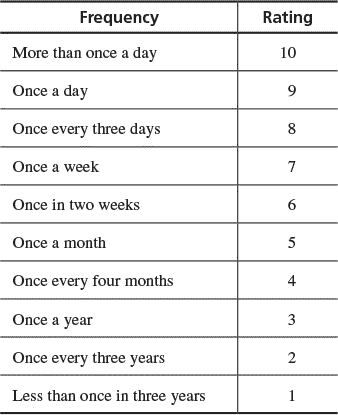 Frequency Rating
More than once a day 10
Once a day 9
Once every three days 8
Once a week 7
Once in two weeks 6
Once a month 5
Once every four months 4
Once a year 3
Once every three years 2
Less than once in three years 1